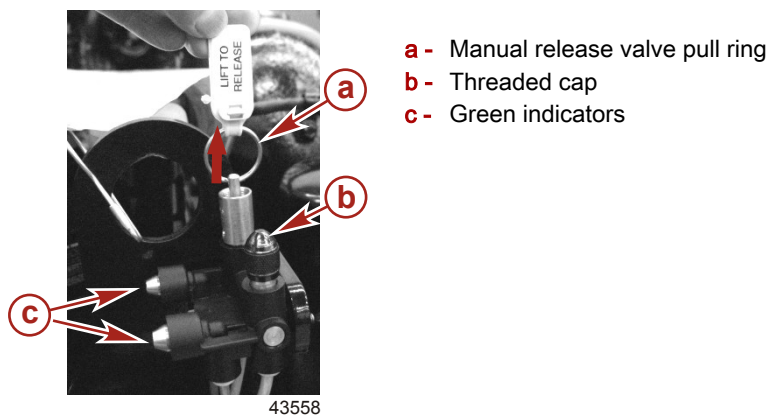 LIFT TO
RELEASE
a
b
c
a - Manual release valve pull ring
b - Threaded cap
c - Green indicators
43558